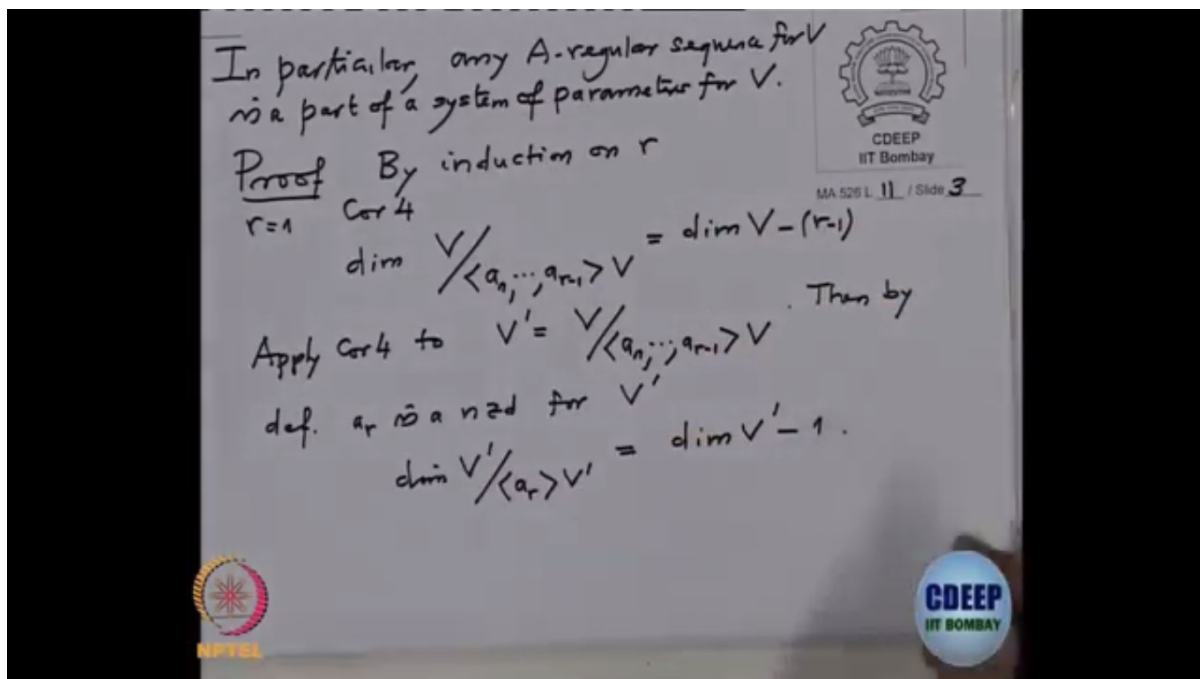 In particular, any A-regular sequence for V
is a part of a system of parameters for V.
Proof By induction on r
r=1 Cor 4
dim V/<a₁,…,aᵣ₋₁>V = dim V – (r-1)
Apply Cor 4 to V' = V/<a₁,…,aᵣ₋₁>V. Then by
def. aᵣ is a nzd for V'
dim V'/<aᵣ>V' = dim V' – 1.
CDEEP
IIT Bombay
MA 526 L 11 / Slide 3
NPTEL
CDEEP
IIT BOMBAY